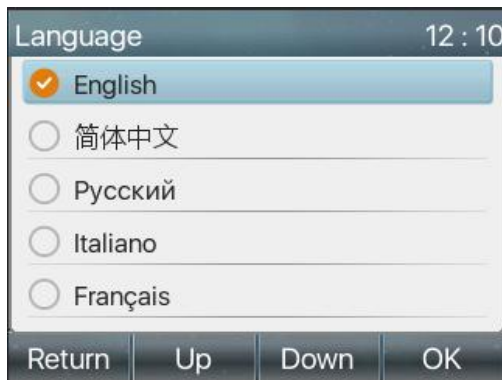 Language 12 : 10
English
简体中文
Русский
Italiano
Français
Return Up Down OK